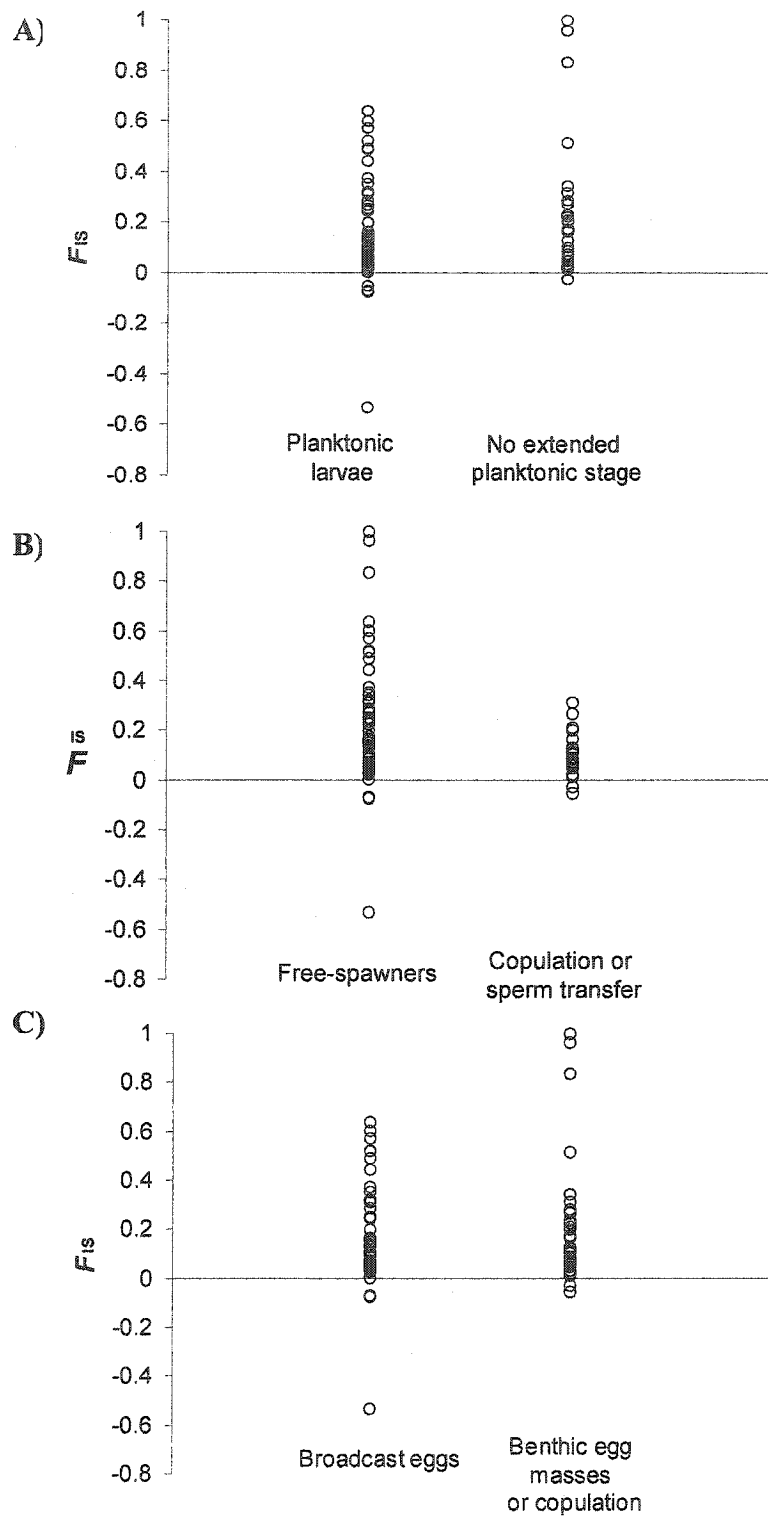 A)
1
0.8
0.6
0.4
0.2
0
-0.2
-0.4
-0.6
-0.8
FIS
Planktonic
larvae
No extended
planktonic stage
B)
1
0.8
0.6
0.4
0.2
0
-0.2
-0.4
-0.6
-0.8
FIS
Free-spawners
Copulation or
sperm transfer
C)
1
0.8
0.6
0.4
0.2
0
-0.2
-0.4
-0.6
-0.8
FIS
Broadcast eggs
Benthic egg
masses
or copulation